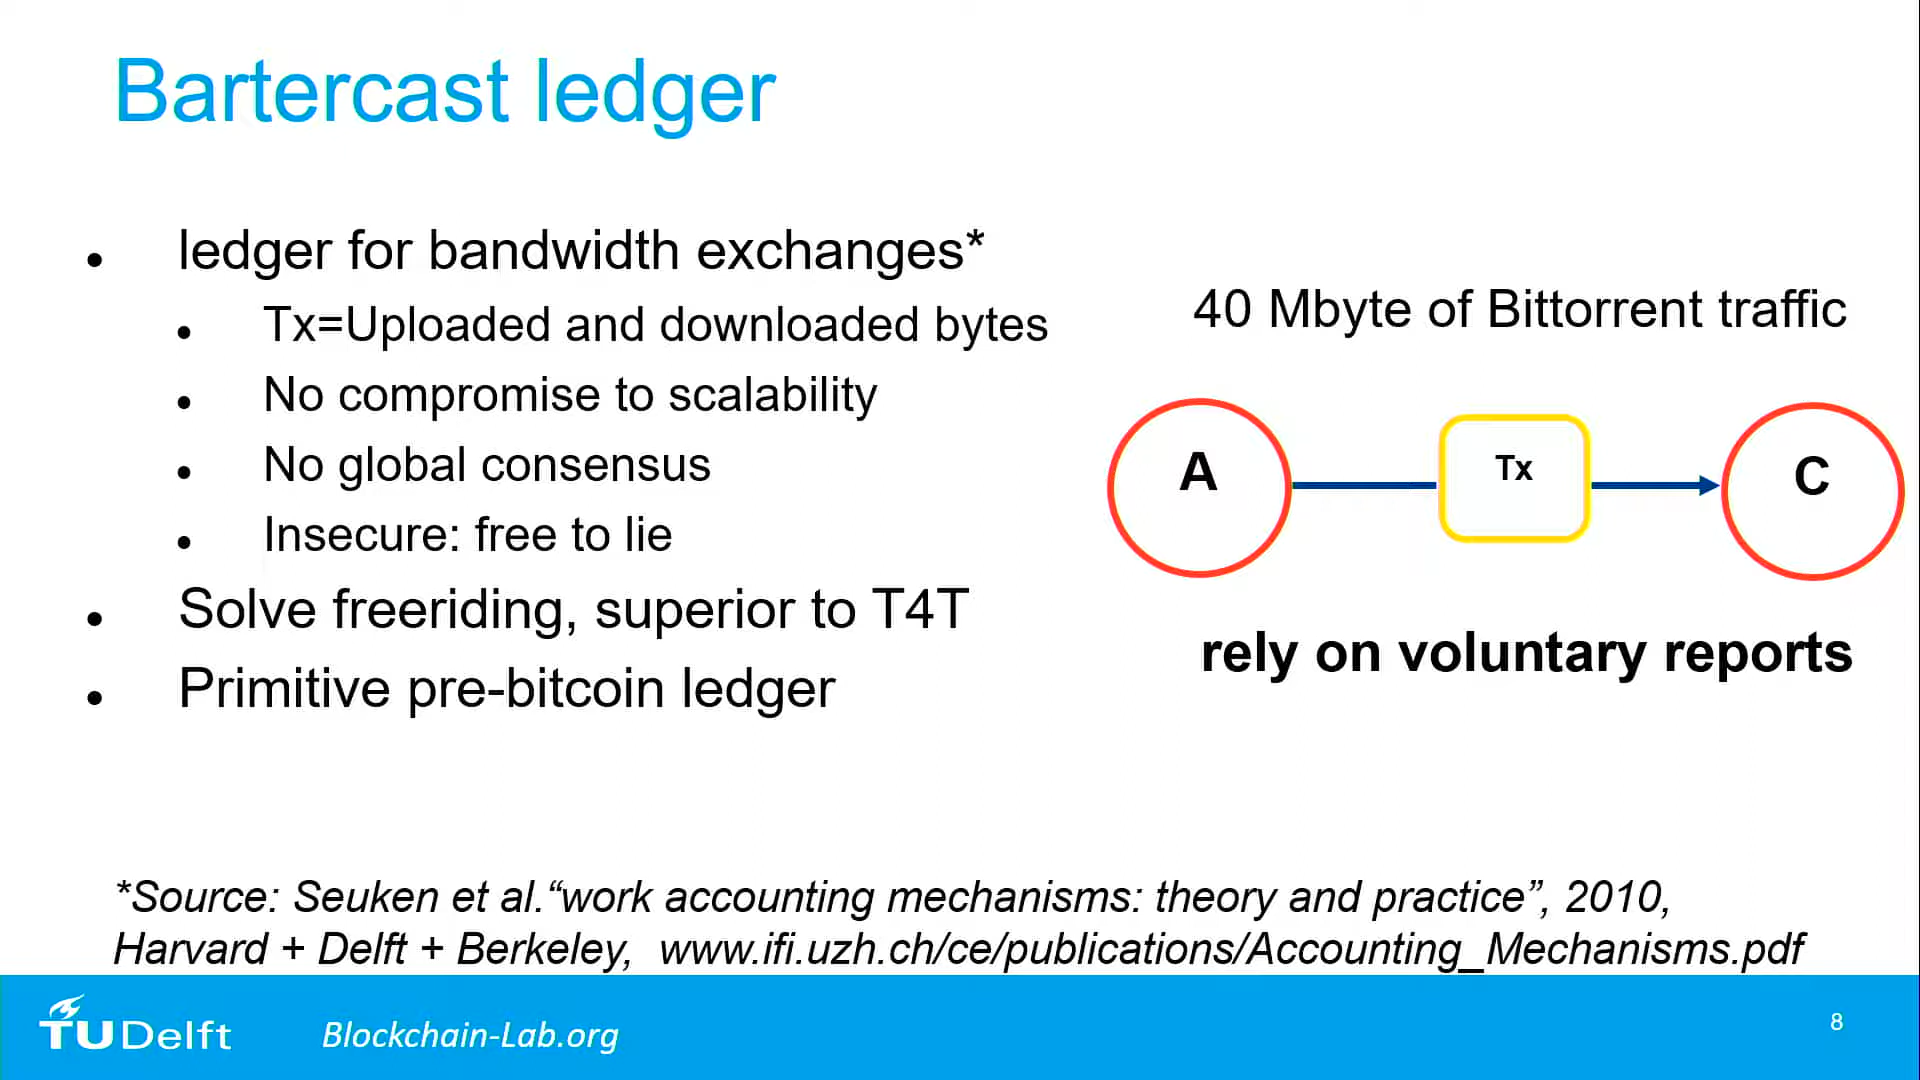 Bartercast ledger
ledger for bandwidth exchanges*
Tx=Uploaded and downloaded bytes
No compromise to scalability
No global consensus
Insecure: free to lie
Solve freeriding, superior to T4T
Primitive pre-bitcoin ledger
40 Mbyte of Bittorrent traffic
A
Tx
C
rely on voluntary reports
*Source: Seuken et al.“work accounting mechanisms: theory and practice”, 2010,
Harvard + Delft + Berkeley, www.ifi.uzh.ch/ce/publications/Accounting_Mechanisms.pdf
TUDelft
Blockchain-Lab.org
8